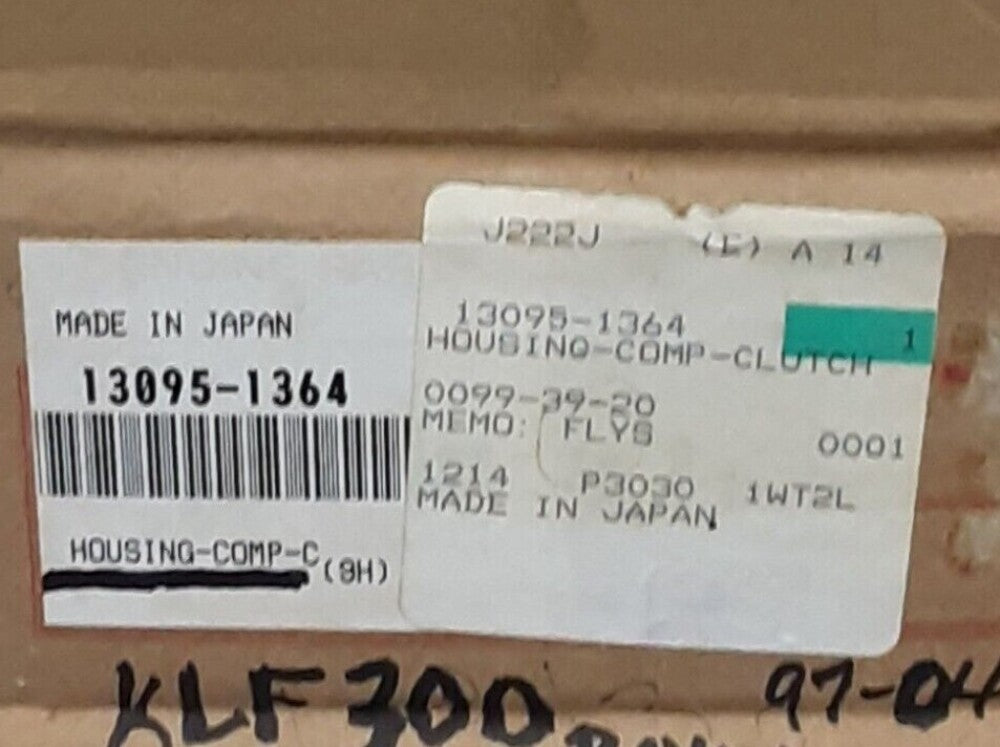 MADE IN JAPAN
13095-1364
HOUSING-COMP-C
(9H)
J222J (E) A 14
13095-1364 1
HOUSING-COMP-CLUTCH
0099-39-20
MEMO: FLYS 0001
1214 P3030 1WT2L
MADE IN JAPAN
KLF300 97-04